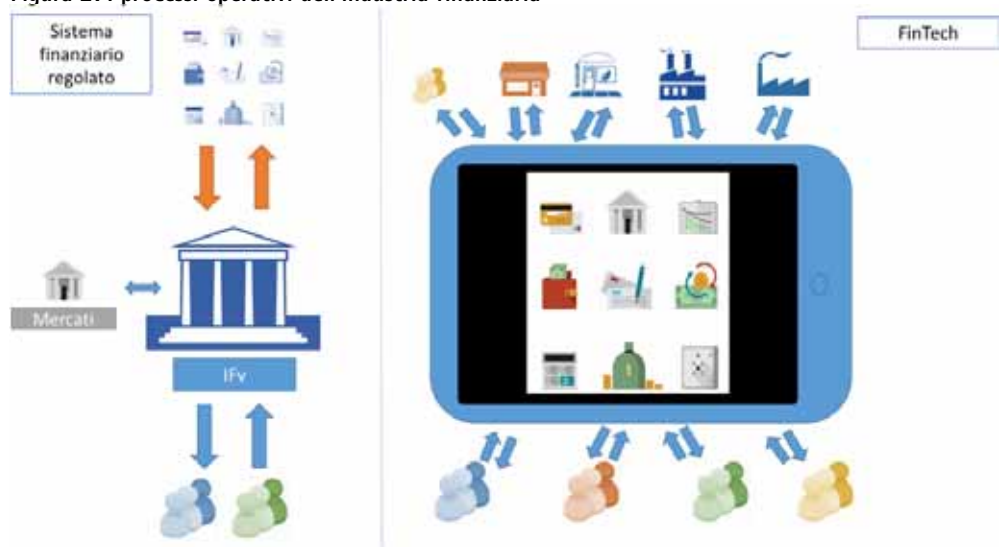 Sistema
finanziario
regolato
FinTech
Mercati
IFv